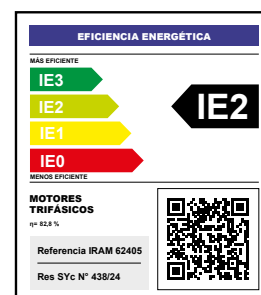 EFICIENCIA ENERGÉTICA
MÁS EFICIENTE
IE3
IE2
IE1
IE0
IE2
MENOS EFICIENTE
MOTORES
TRIFÁSICOS
η= 82,8 %
Referencia IRAM 62405
Res SYc N° 438/24